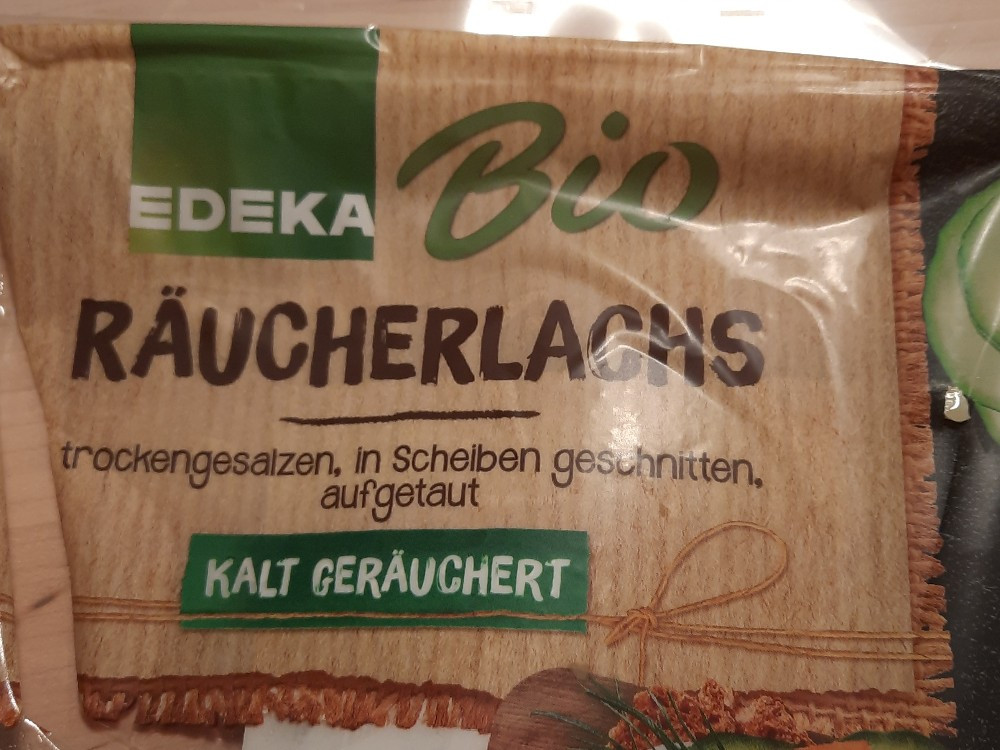 EDEKA
Bio
RÄUCHERLACHS
trockengesalzen, in Scheiben geschnitten,
aufgetaut
KALT GERÄUCHERT